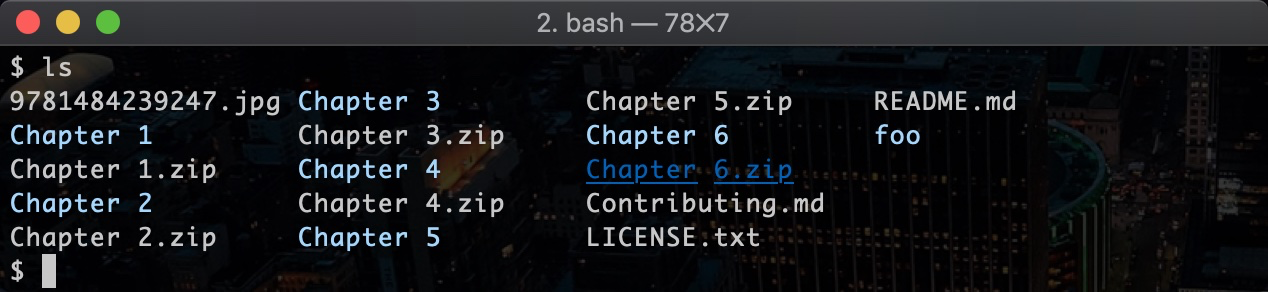 2. bash — 78×7
$ ls
9781484239247.jpg Chapter 3 Chapter 5.zip README.md
Chapter 1 Chapter 3.zip Chapter 6 foo
Chapter 1.zip Chapter 4 Chapter 6.zip
Chapter 2 Chapter 4.zip Contributing.md
Chapter 2.zip Chapter 5 LICENSE.txt
$